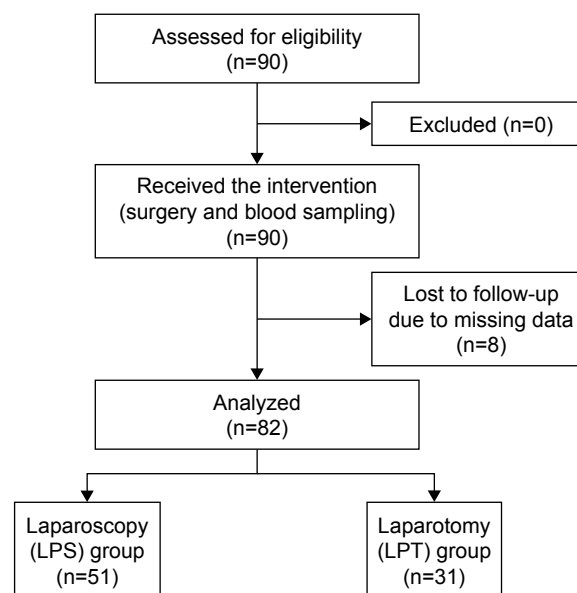 Assessed for eligibility
(n=90)
Excluded (n=0)
Received the intervention
(surgery and blood sampling)
(n=90)
Lost to follow-up
due to missing data
(n=8)
Analyzed
(n=82)
Laparoscopy
(LPS) group
(n=51)
Laparotomy
(LPT) group
(n=31)